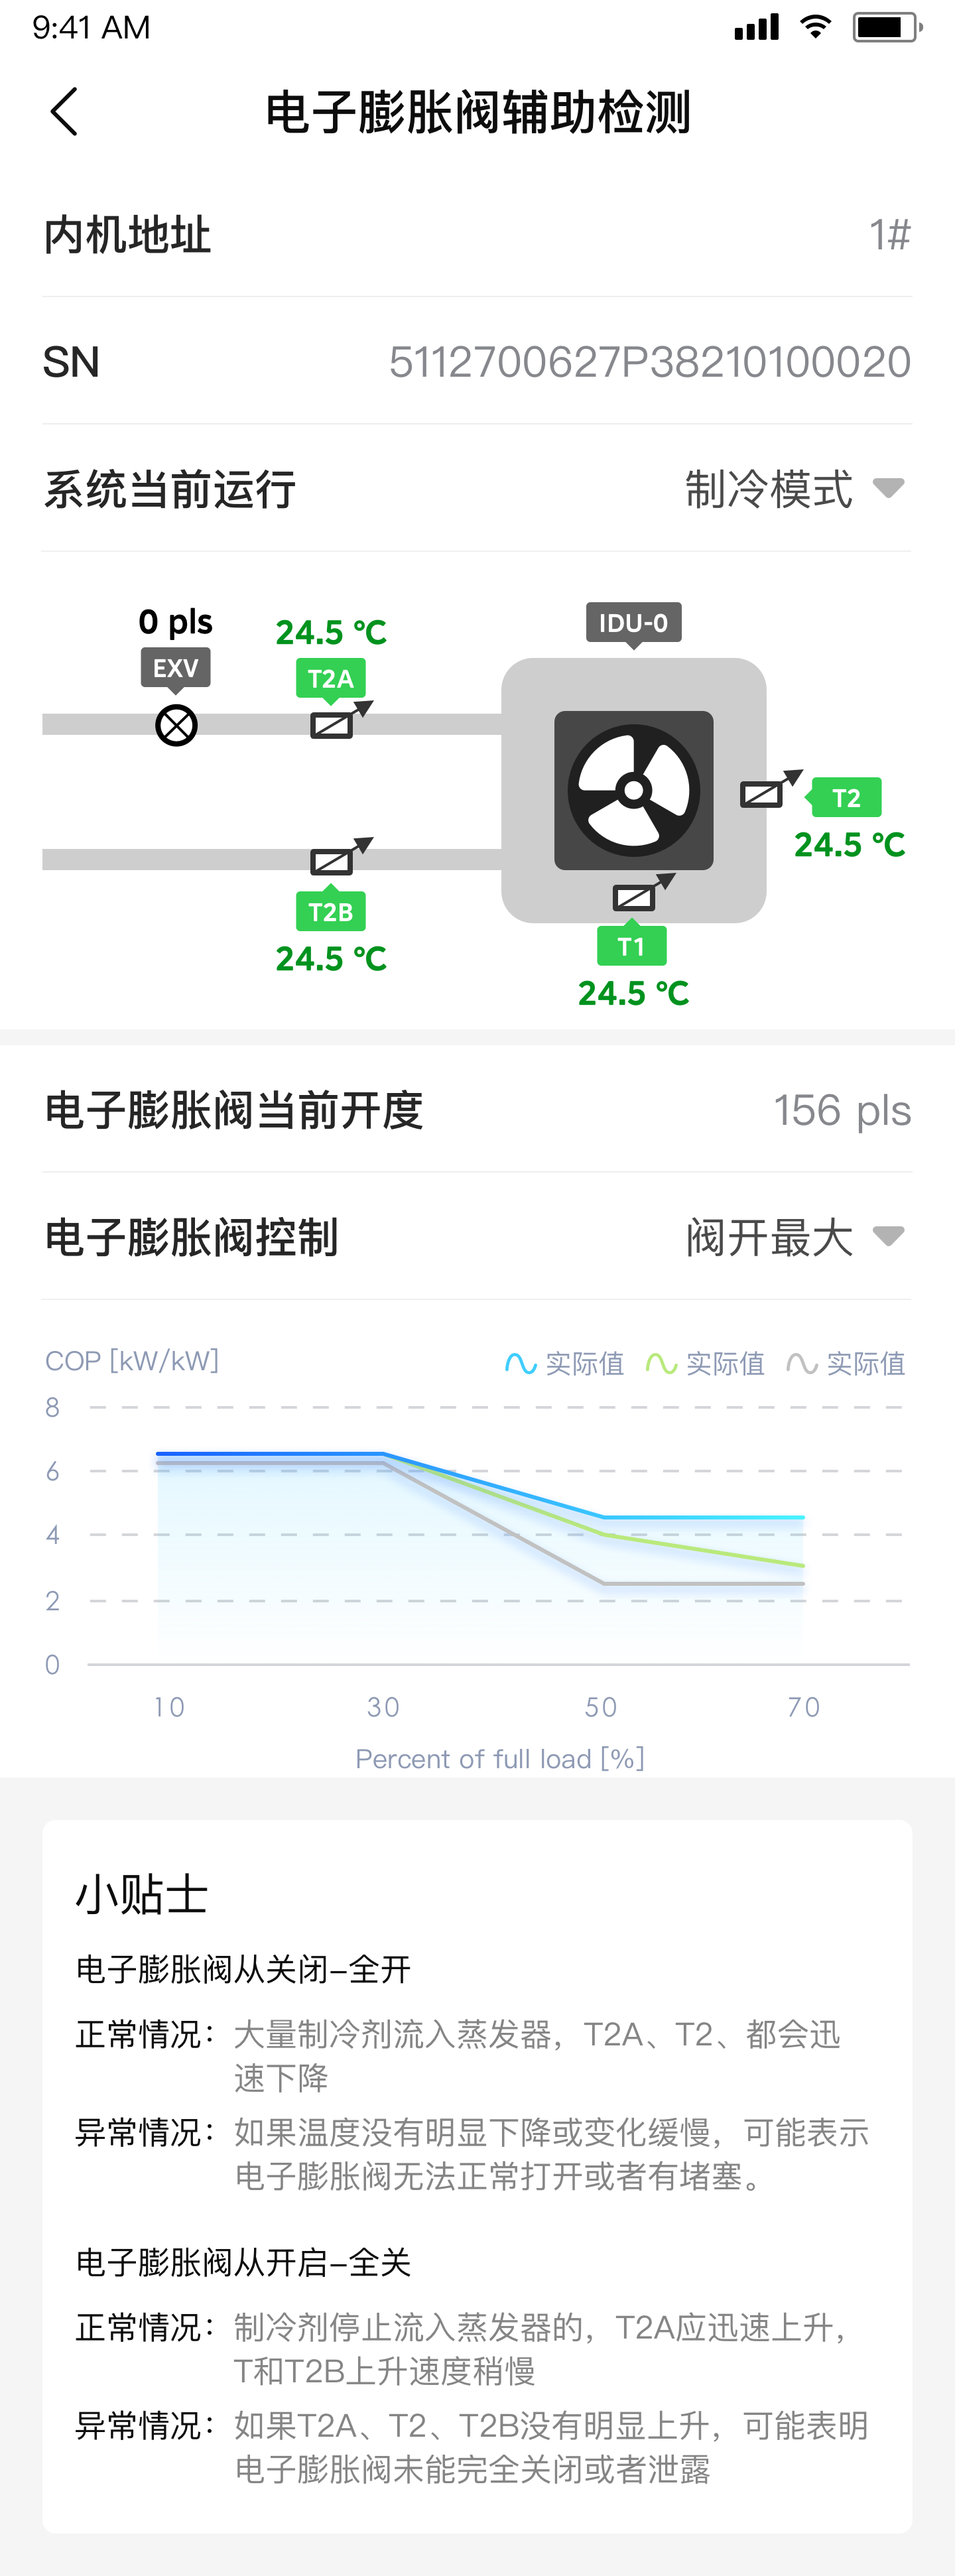 9:41 AM
电子膨胀阀辅助检测
内机地址 1#
SN 5112700627P38210100020
系统当前运行 制冷模式
0 pls
EXV
24.5 ℃
T2A
IDU-0
T2
24.5 ℃
T2B
24.5 ℃
T1
24.5 ℃
电子膨胀阀当前开度 156 pls
电子膨胀阀控制 阀开最大
COP [kW/kW] 实际值 实际值 实际值
8
6
4
2
0
10 30 50 70
Percent of full load [%]
小贴士
电子膨胀阀从关闭–全开
正常情况：大量制冷剂流入蒸发器，T2A、T2、都会迅
速下降
异常情况：如果温度没有明显下降或变化缓慢，可能表示
电子膨胀阀无法正常打开或者有堵塞。
电子膨胀阀从开启–全关
正常情况：制冷剂停止流入蒸发器的，T2A应迅速上升，
T和T2B上升速度稍慢
异常情况：如果T2A、T2、T2B没有明显上升，可能表明
电子膨胀阀未能完全关闭或者泄露